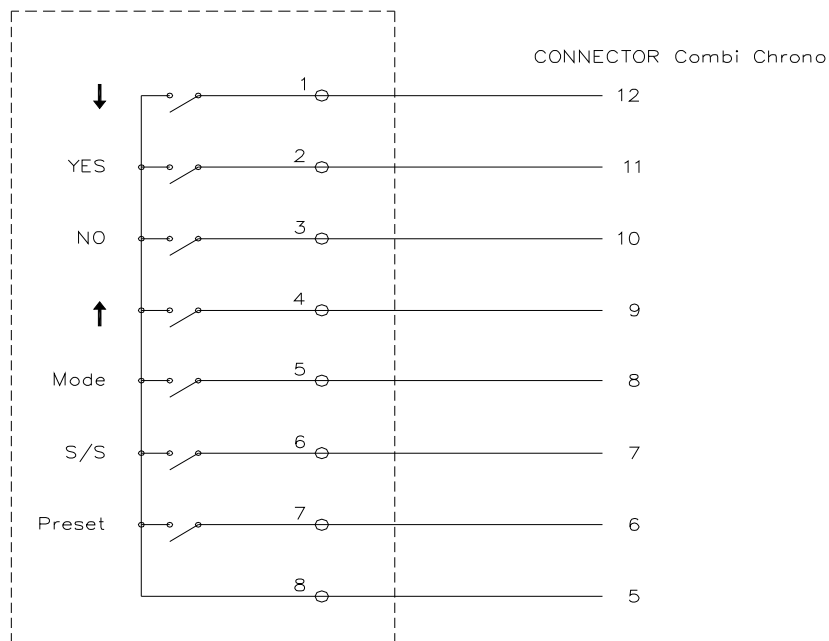 CONNECTOR Combi Chrono
↓ 1 12
YES 2 11
NO 3 10
↑ 4 9
Mode 5 8
S/S 6 7
Preset 7 6
8 5